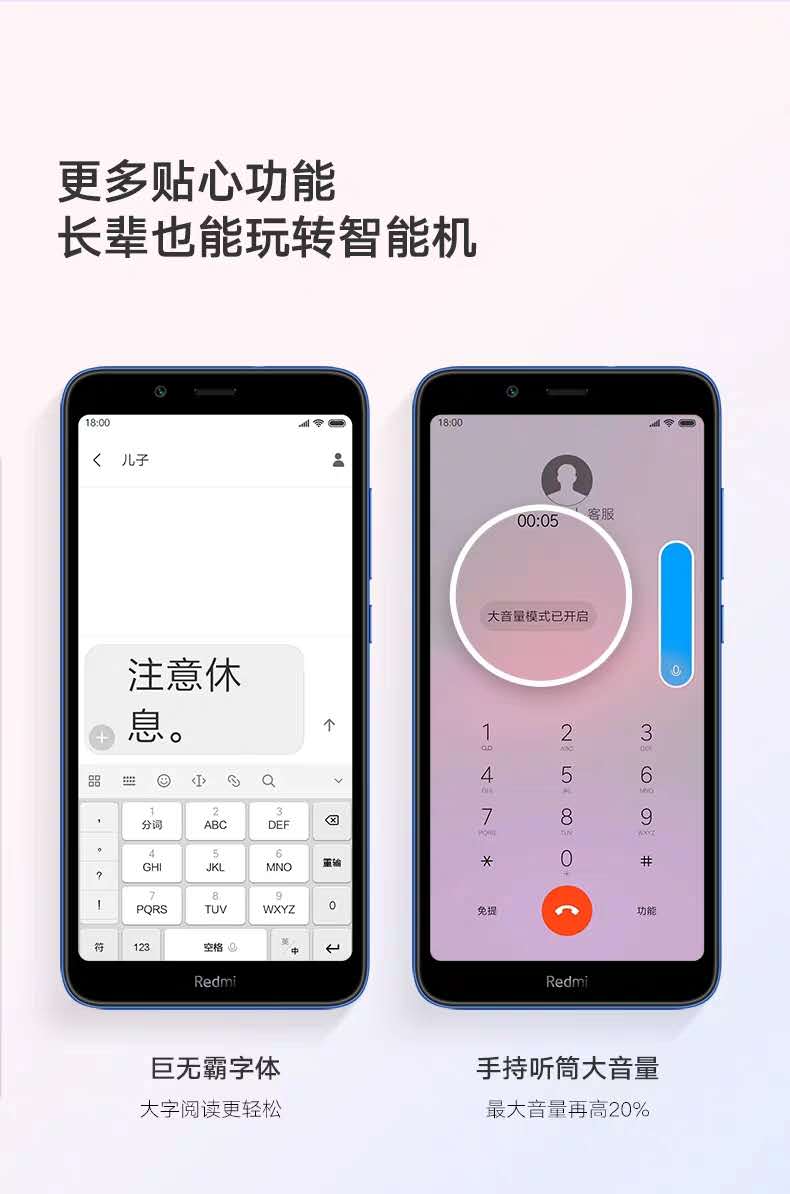 更多贴心功能
长辈也能玩转智能机
18:00
儿子
注意休
息。
，
1
分词
2
ABC
3
DEF
。
4
GHI
5
JKL
6
MNO
重输
?
7
PQRS
8
TUV
9
WXYZ
0
!
符
123
空格
英
中
Redmi
巨无霸字体
大字阅读更轻松
18:00
客服
00:05
大音量模式已开启
1
2
ABC
3
DEF
4
GHI
5
JKL
6
MNO
7
PQRS
8
TUV
9
WXYZ
*
0
+
#
免提
功能
Redmi
手持听筒大音量
最大音量再高20%